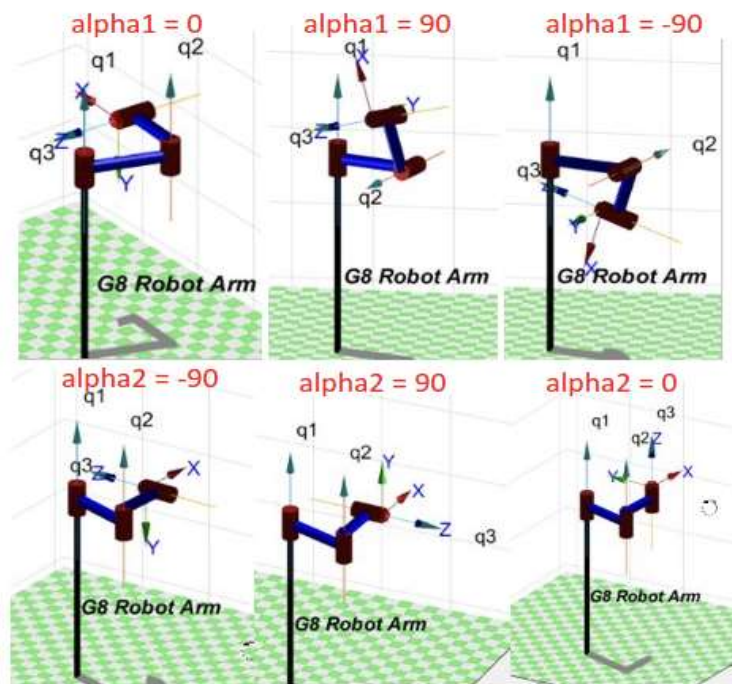 alpha1 = 0
q1
q2
X
Z
q3
Y
G8 Robot Arm
alpha1 = 90
q1
X
Y
q3
Z
q2
G8 Robot Arm
alpha1 = -90
q1
q2
q3
Z
Y
X
G8 Robot Arm
alpha2 = -90
q1
q2
q3
Z
X
Y
G8 Robot Arm
alpha2 = 90
q1
q2
Y
X
Z
q3
G8 Robot Arm
alpha2 = 0
q3
q1
q2
Z
Y
X
G8 Robot Arm